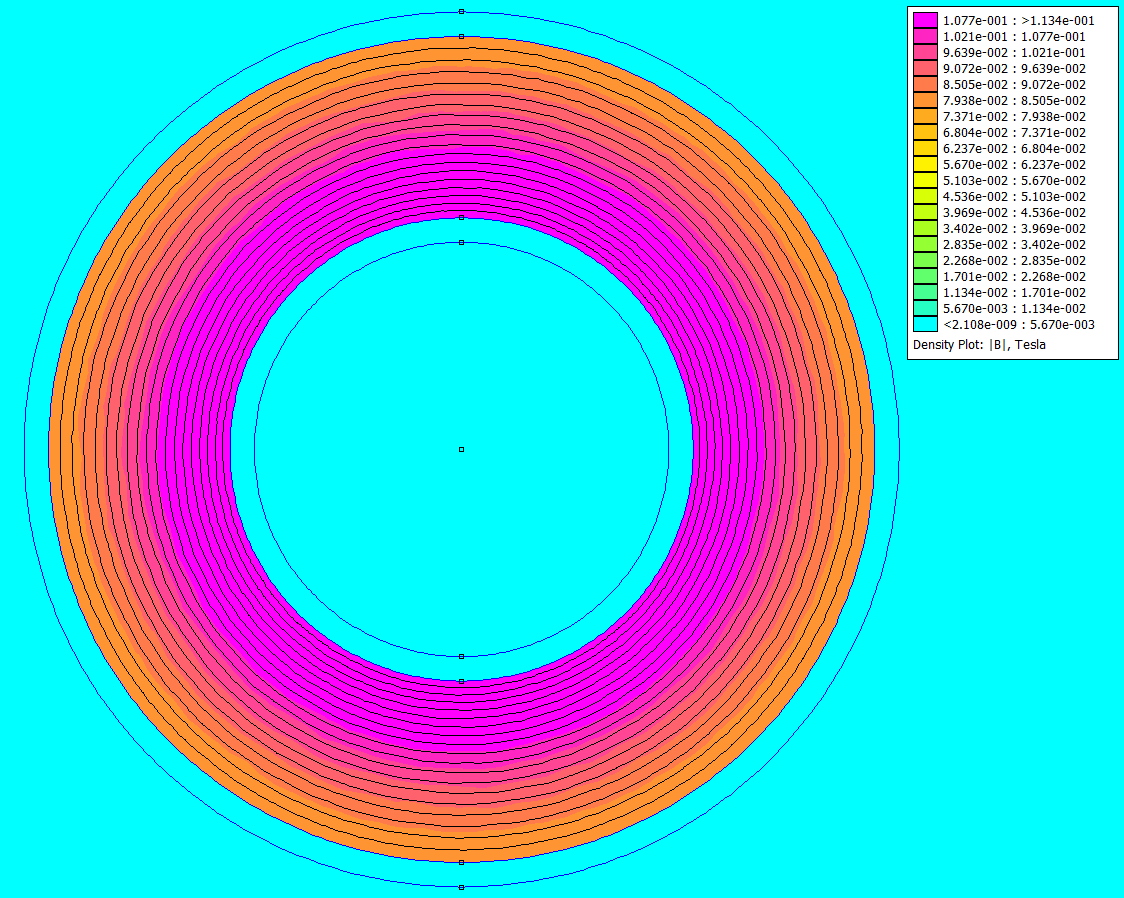 1.077e-001 : >1.134e-001
1.021e-001 : 1.077e-001
9.639e-002 : 1.021e-001
9.072e-002 : 9.639e-002
8.505e-002 : 9.072e-002
7.938e-002 : 8.505e-002
7.371e-002 : 7.938e-002
6.804e-002 : 7.371e-002
6.237e-002 : 6.804e-002
5.670e-002 : 6.237e-002
5.103e-002 : 5.670e-002
4.536e-002 : 5.103e-002
3.969e-002 : 4.536e-002
3.402e-002 : 3.969e-002
2.835e-002 : 3.402e-002
2.268e-002 : 2.835e-002
1.701e-002 : 2.268e-002
1.134e-002 : 1.701e-002
5.670e-003 : 1.134e-002
<2.108e-009 : 5.670e-003
Density Plot: |B|, Tesla